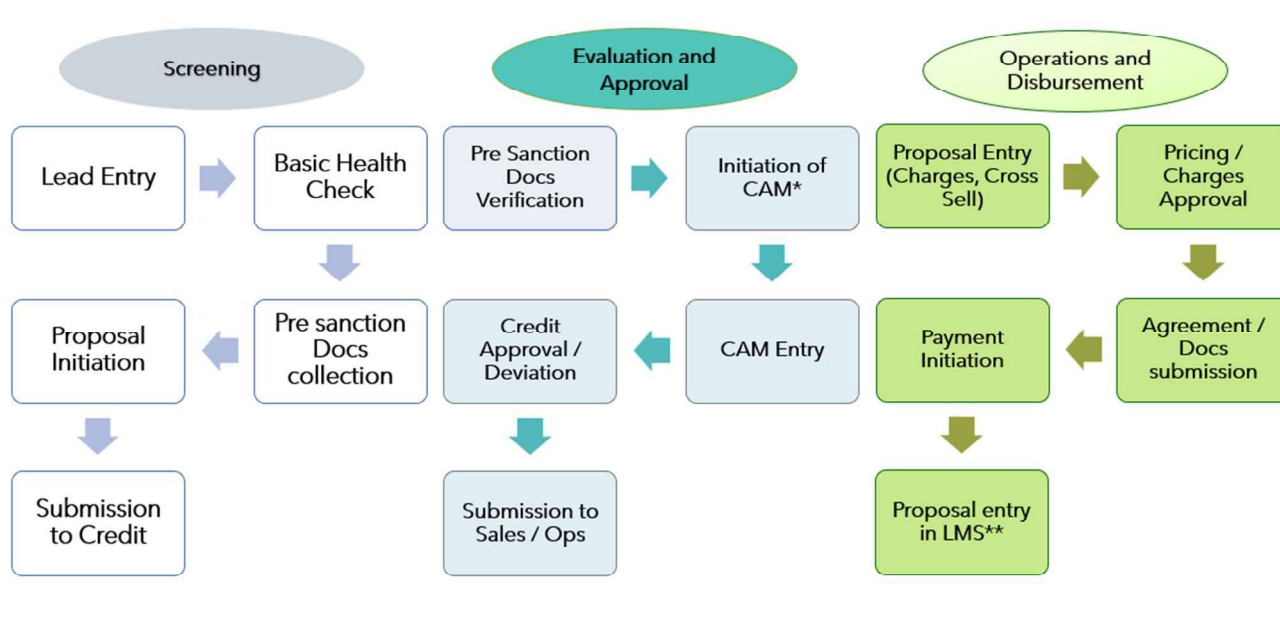 Screening
Lead Entry
Basic Health
Check
Pre sanction
Docs
collection
Proposal
Initiation
Submission
to Credit
Evaluation and
Approval
Pre Sanction
Docs
Verification
Initiation of
CAM*
CAM Entry
Credit
Approval /
Deviation
Submission to
Sales / Ops
Operations and
Disbursement
Proposal Entry
(Charges, Cross
Sell)
Pricing /
Charges
Approval
Agreement /
Docs
submission
Payment
Initiation
Proposal entry
in LMS**